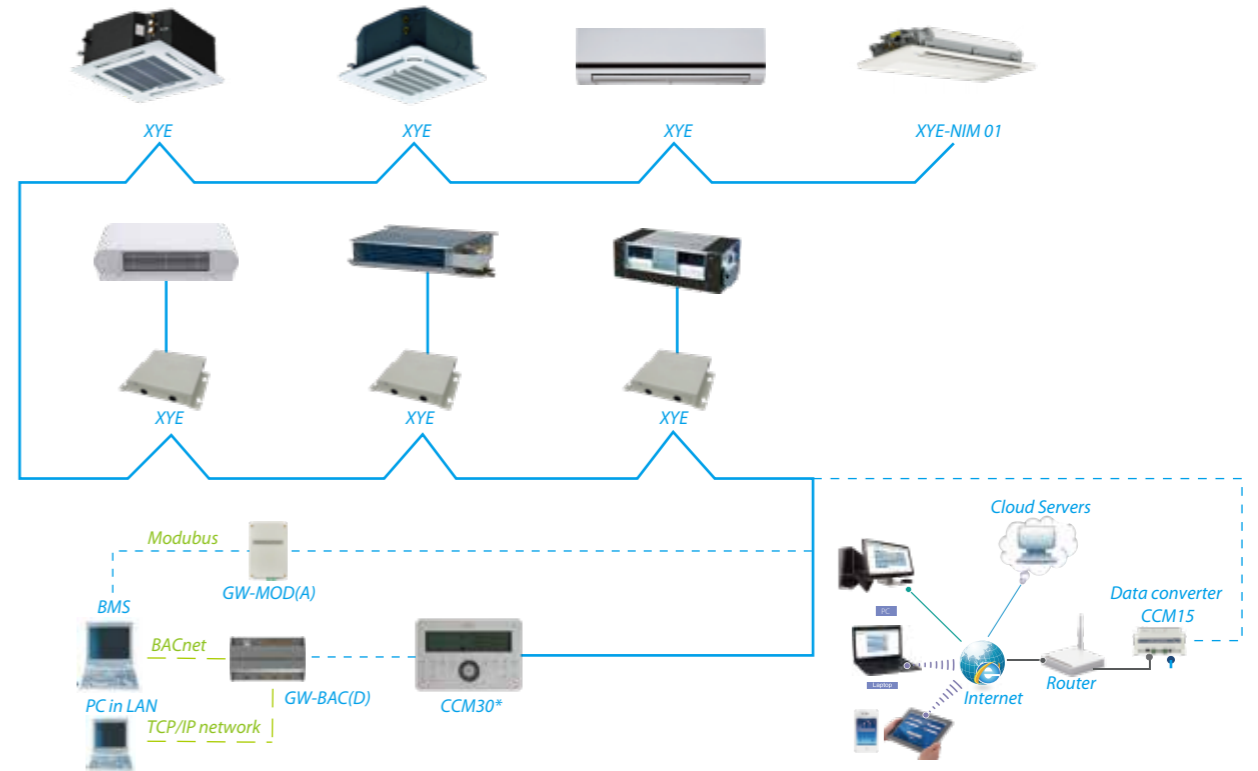 XYE
XYE
XYE
XYE-NIM 01
XYE
XYE
XYE
Modubus
GW-MOD(A)
BMS
BACnet
GW-BAC(D)
CCM30*
PC in LAN
TCP/IP network
Cloud Servers
PC
Data converter
CCM15
Laptop
Internet
Router